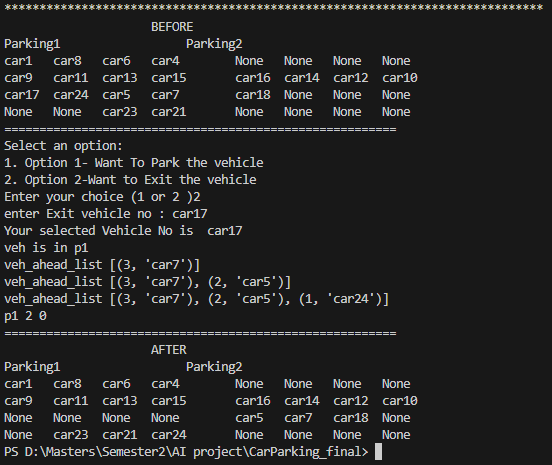 ******************************************************************************
BEFORE
Parking1 Parking2
car1 car8 car6 car4 None None None None
car9 car11 car13 car15 car16 car14 car12 car10
car17 car24 car5 car7 car18 None None None
None None car23 car21 None None None None
========================================================
Select an option:
1. Option 1- Want To Park the vehicle
2. Option 2-Want to Exit the vehicle
Enter your choice (1 or 2 )2
enter Exit vehicle no : car17
Your selected Vehicle No is  car17
veh is in p1
veh_ahead_list [(3, 'car7')]
veh_ahead_list [(3, 'car7'), (2, 'car5')]
veh_ahead_list [(3, 'car7'), (2, 'car5'), (1, 'car24')]
p1 2 0
========================================================
AFTER
Parking1 Parking2
car1 car8 car6 car4 None None None None
car9 car11 car13 car15 car16 car14 car12 car10
None None None None car5 car7 car18 None
None car23 car21 car24 None None None None
PS D:\Masters\Semester2\AI project\CarParking_final>